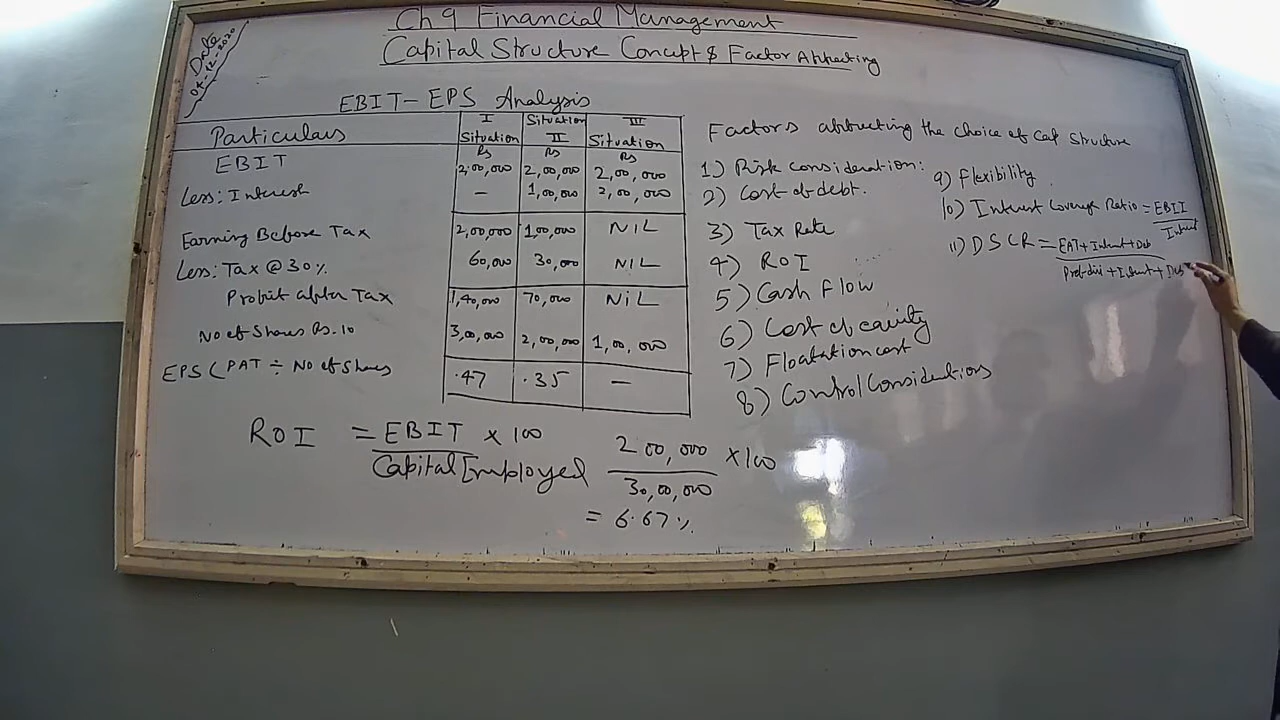 Date
04-12-2020
Ch 9 Financial Management
Capital Structure Concept & Factor Affecting
EBIT - EPS Analysis
Particulars I Situation Situation II III Situation
Rs Rs Rs
EBIT 2,00,000 2,00,000 2,00,000
Less: Interest — 1,00,000 2,00,000
Earning Before Tax 2,00,000 1,00,000 NIL
Less: Tax @ 30% 60,000 30,000 NIL
Profit after Tax 1,40,000 70,000 NIL
No of Shares Rs. 10 3,00,000 2,00,000 1,00,000
EPS (PAT ÷ No of Shares .47 .35 —
ROI = EBIT × 100
Capital Employed
2 00,000 × 100
30,00,000
= 6.67%
Factors affecting the choice of cap structure
1) Risk consideration:
2) Cost of debt.
3) Tax Rate
4) ROI
5) Cash Flow
6) Cost of equity
7) Floatation cost
8) Control Considerations
9) Flexibility
10) Interest Coverage Ratio = EBIT
Interest
11) DSCR = EAT + Interest + Deb
Pref-divi + Interest +